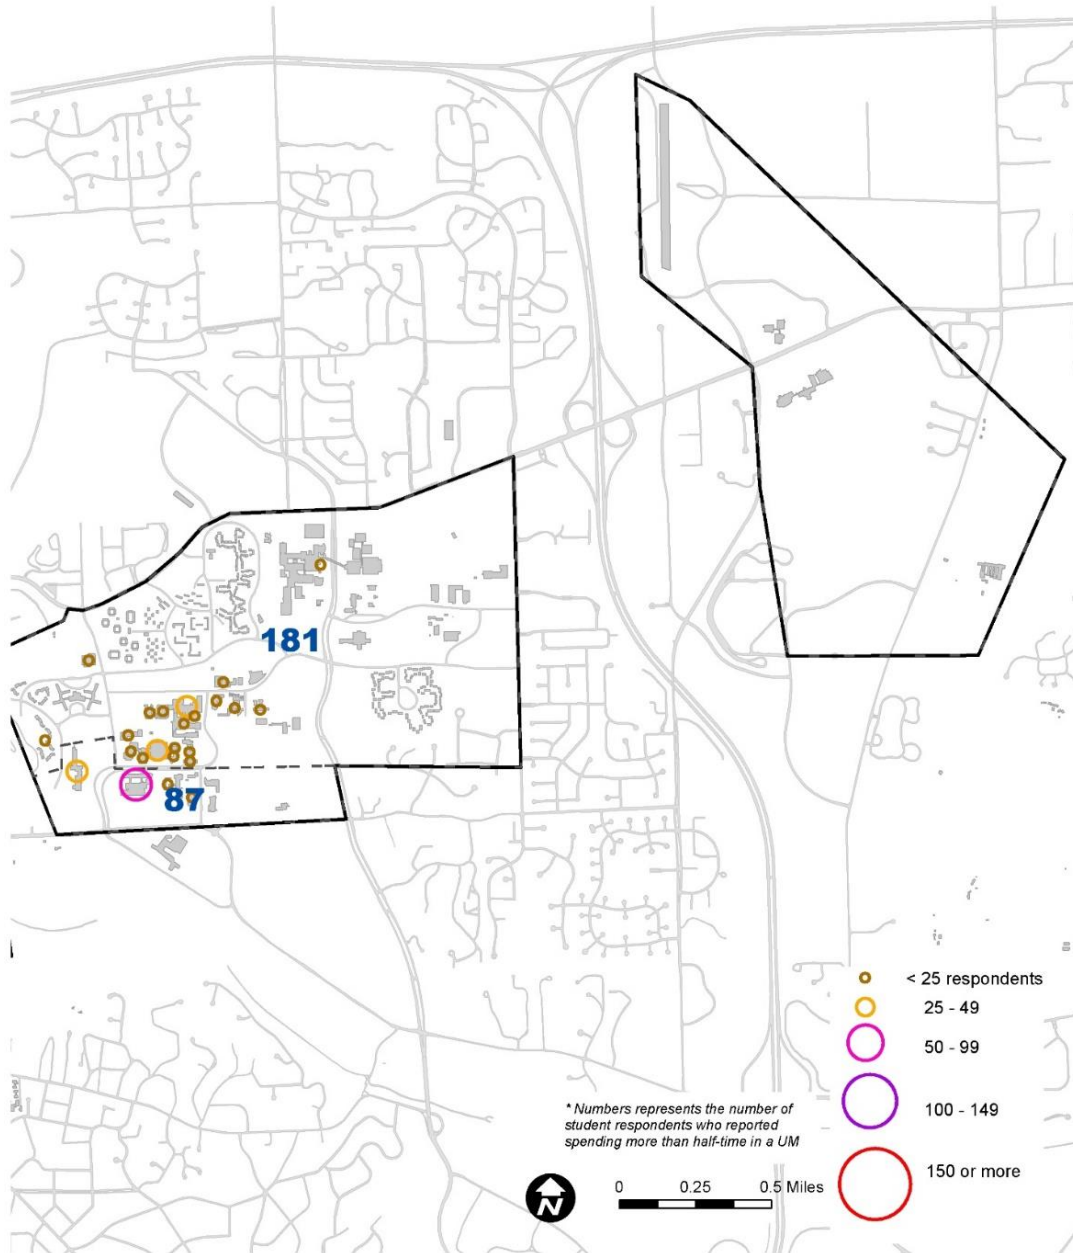 181
87
< 25 respondents
25 - 49
50 - 99
* Numbers represents the number of
student respondents who reported
spending more than half-time in a UM
100 - 149
150 or more
N
0 0.25 0.5 Miles